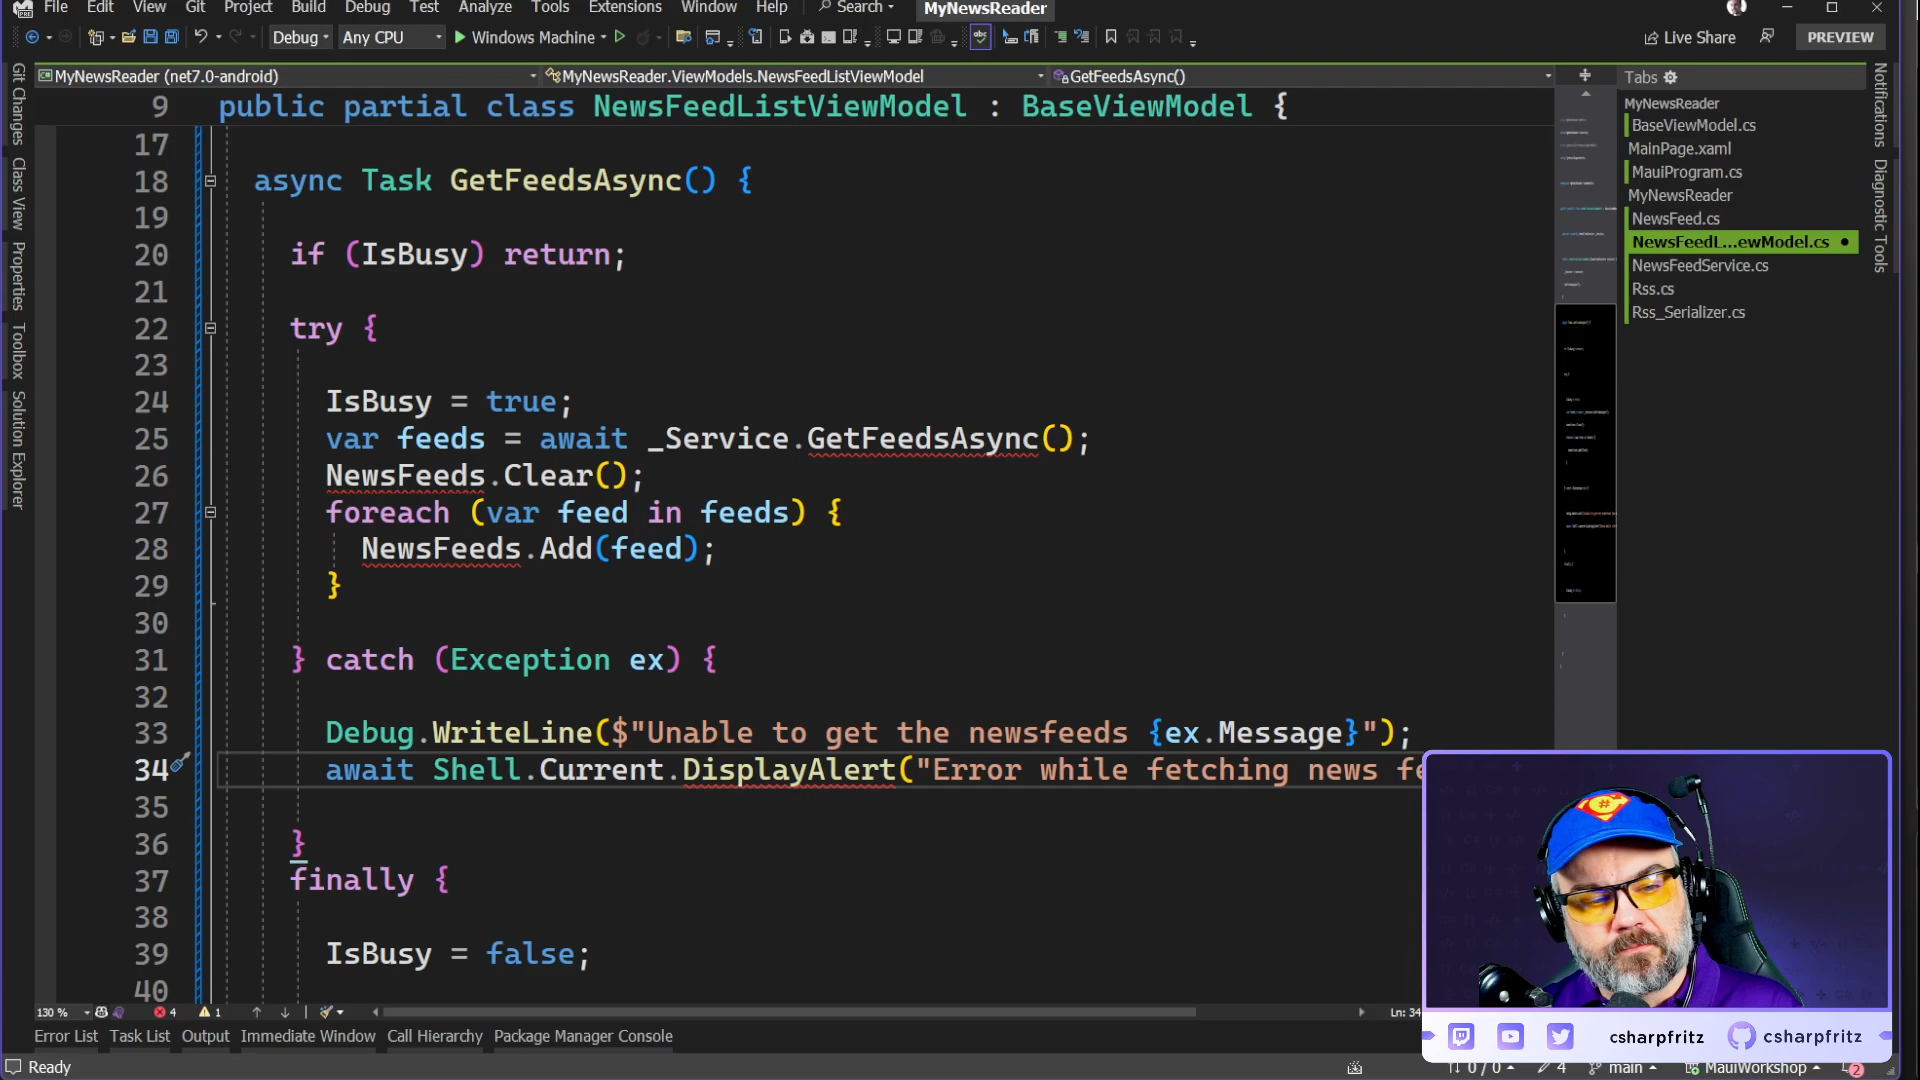 File Edit View Git Project Build Debug Test Analyze Tools Extensions Window Help Search MyNewsReader
Debug Any CPU Windows Machine Live Share PREVIEW
MyNewsReader (net7.0-android) MyNewsReader.ViewModels.NewsFeedListViewModel GetFeedsAsync()
9 public partial class NewsFeedListViewModel : BaseViewModel {
17
18 async Task GetFeedsAsync() {
19
20 if (IsBusy) return;
21
22 try {
23
24 IsBusy = true;
25 var feeds = await _Service.GetFeedsAsync();
26 NewsFeeds.Clear();
27 foreach (var feed in feeds) {
28 NewsFeeds.Add(feed);
29 }
30
31 } catch (Exception ex) {
32
33 Debug.WriteLine($"Unable to get the newsfeeds {ex.Message}");
34 await Shell.Current.DisplayAlert("Error while fetching news fe
35
36 }
37 finally {
38
39 IsBusy = false;
40
Git Changes
Class View
Properties
Toolbox
Solution Explorer
Tabs
MyNewsReader
BaseViewModel.cs
MainPage.xaml
MauiProgram.cs
MyNewsReader
NewsFeed.cs
NewsFeedL...ewModel.cs
NewsFeedService.cs
Rss.cs
Rss_Serializer.cs
Notifications
Diagnostic Tools
130 % 4 1 Ln: 34
Error List Task List Output Immediate Window Call Hierarchy Package Manager Console
csharpfritz csharpfritz
Ready 0 / 0 4 main MauiWorkshop 2